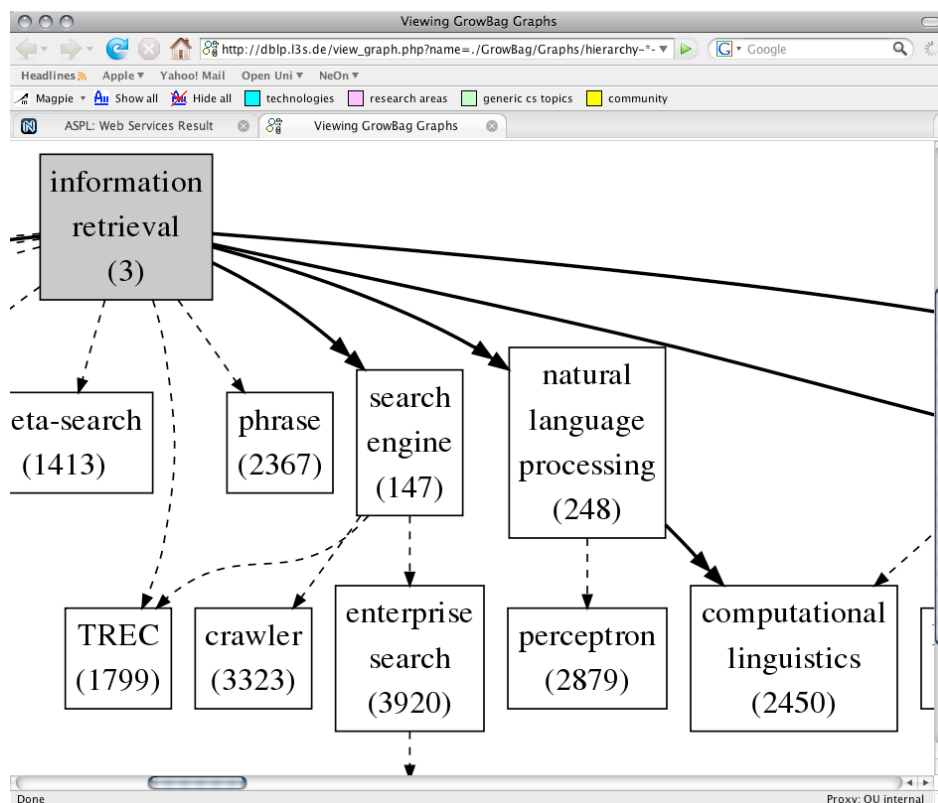 Viewing GrowBag Graphs
http://dblp.l3s.de/view_graph.php?name=./GrowBag/Graphs/hierarchy-*-
Google
Headlines Apple Yahoo! Mail Open Uni NeOn
Magpie Show all Hide all technologies research areas generic cs topics community
ASPL: Web Services Result Viewing GrowBag Graphs
information
retrieval
(3)
eta-search
(1413)
phrase
(2367)
search
engine
(147)
natural
language
processing
(248)
TREC
(1799)
crawler
(3323)
enterprise
search
(3920)
perceptron
(2879)
computational
linguistics
(2450)
Done Proxy: OU internal